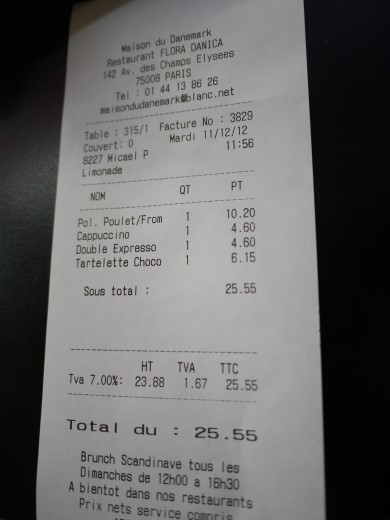 Maison du Danemark
Restaurant FLORA DANICA
142 Av. des Champs Elysees
75008 PARIS
Tel : 01 44 13 86 26
maisondudanemark@blanc.net
Table : 315/1 Facture No : 3829
Couvert: 0 Mardi 11/12/12
8227 Micael P 11:56
Limonade
NOM QT PT
Pol. Poulet/From 1 10.20
Cappuccino 1 4.60
Double Expresso 1 4.60
Tartelette Choco 1 6.15
Sous total : 25.55
HT TVA TTC
Tva 7.00%: 23.88 1.67 25.55
Total du : 25.55
Brunch Scandinave tous les
Dimanches de 12h00 a 16h30
A bientot dans nos restaurants
Prix nets service compris